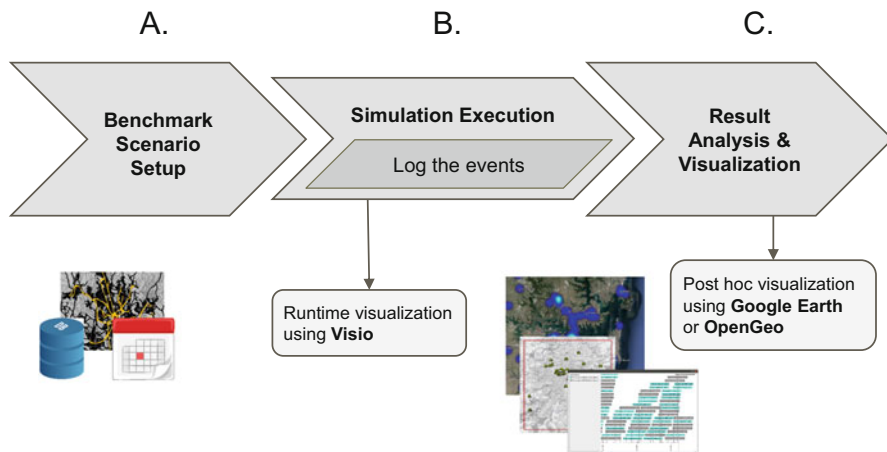 A.
B.
C.
Benchmark
Scenario
Setup
Simulation Execution
Log the events
Result
Analysis &
Visualization
Runtime visualization
using Visio
Post hoc visualization
using Google Earth
or OpenGeo